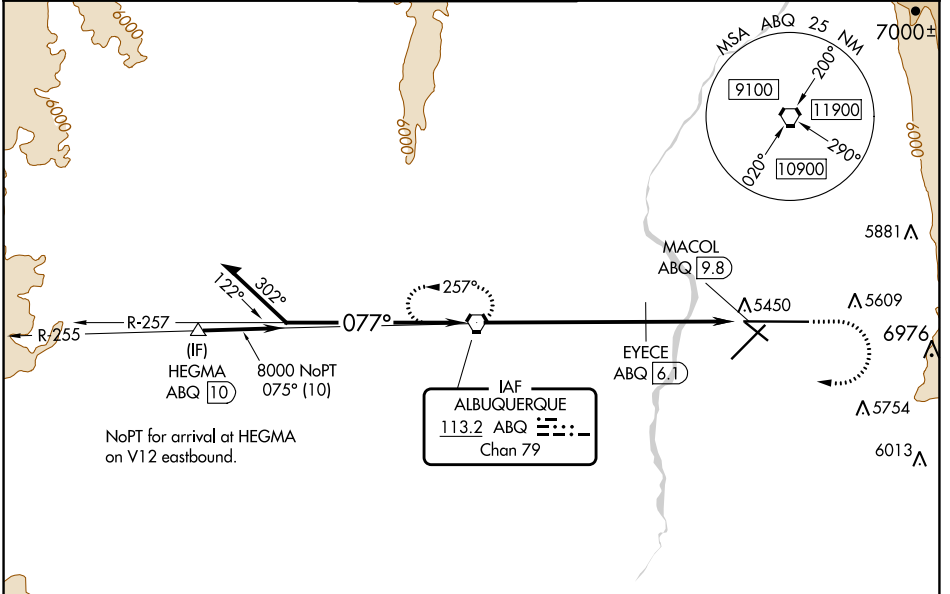 6000
6000
6000
6000
7000±
MSA ABQ 25 NM
9100
200°
11900
290°
020°
10900
5881
MACOL
ABQ 9.8
5450
5609
6976
5754
6013
302°
122°
257°
R-257
R-255
077°
(IF)
HEGMA
ABQ 10
8000 NoPT
075° (10)
EYECE
ABQ 6.1
IAF
ALBUQUERQUE
113.2 ABQ
Chan 79
NoPT for arrival at HEGMA
on V12 eastbound.